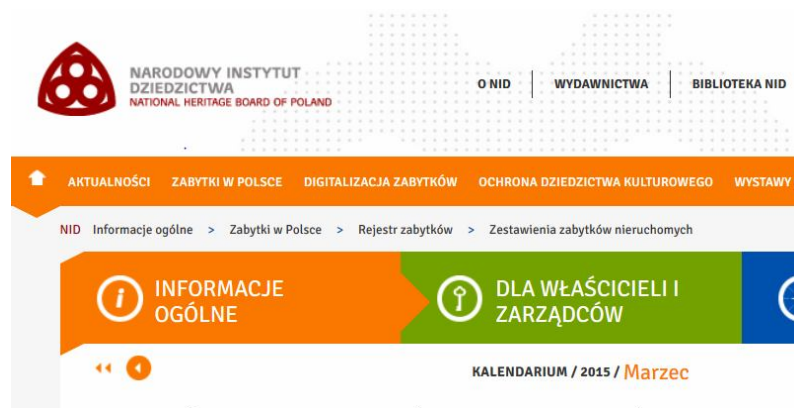 NARODOWY INSTYTUT
DZIEDZICTWA
NATIONAL HERITAGE BOARD OF POLAND
O NID WYDAWNICTWA BIBLIOTEKA NID
AKTUALNOŚCI ZABYTKI W POLSCE DIGITALIZACJA ZABYTKÓW OCHRONA DZIEDZICTWA KULTUROWEGO WYSTAWY
NID Informacje ogólne > Zabytki w Polsce > Rejestr zabytków > Zestawienia zabytków nieruchomych
INFORMACJE
OGÓLNE
DLA WŁAŚCICIELI I
ZARZĄDCÓW
KALENDARIUM / 2015 / Marzec